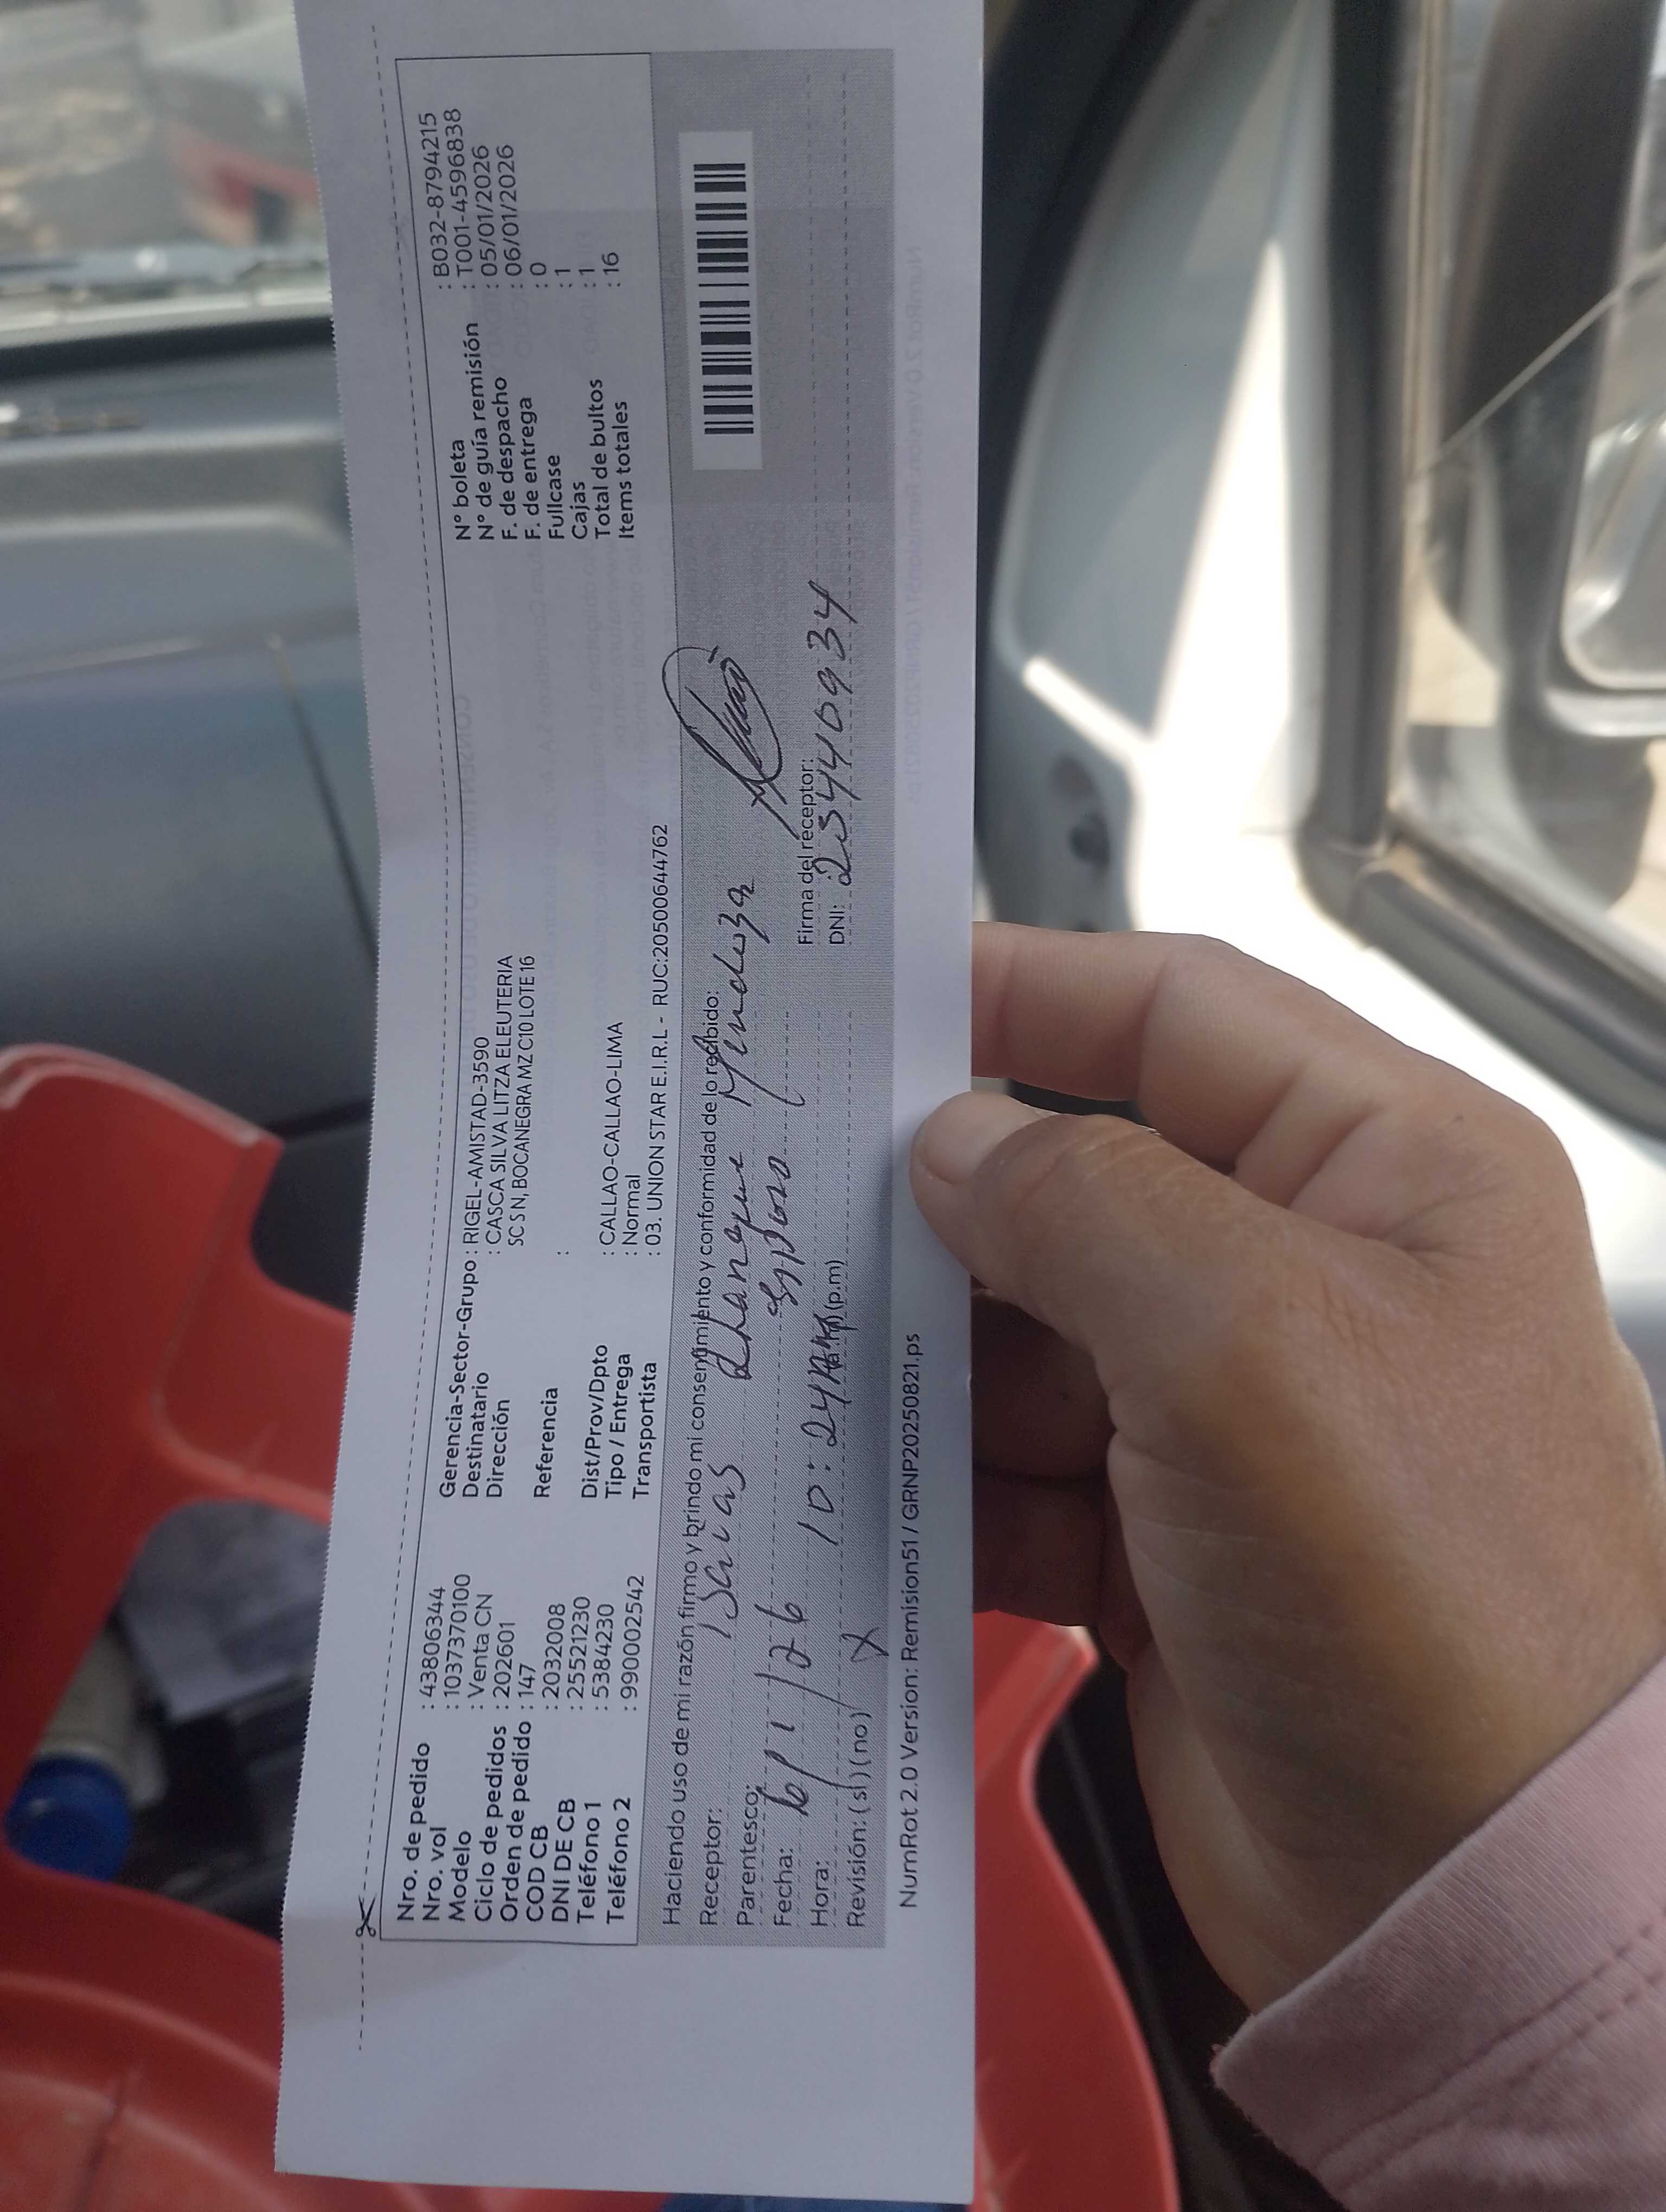 Nro. de pedido : 43806344
Nro. vol : 10373701​00
Modelo : Venta CN
Ciclo de pedidos : 202601
Orden de pedido : 147
COD CB : 2032008
DNI DE CB : 25521230
Teléfono 1 : 5384230
Teléfono 2 : 990002542
Gerencia-Sector-Grupo : RIGEL-AMISTAD-3590
Destinatario : CASCA SILVA LITZA ELEUTERIA
Dirección SC S N, BOCANEGRA MZ C10 LOTE 16
Referencia :
Dist/Prov/Dpto : CALLAO-CALLAO-LIMA
Tipo / Entrega : Normal
Transportista : 03. UNION STAR E.I.R.L - RUC:20500644762
N° boleta : B032-8794215
N° de guía remisión : T001-4596838
F. de despacho : 05/01/2026
F. de entrega : 06/01/2026
Fullcase : 0
Cajas : 1
Total de bultos : 1
Items totales : 16
Haciendo uso de mi razón firmo y brindo mi consentimiento y conformidad de lo recibido:
Receptor: Isaias Mendoza
Parentesco: esposo
Fecha: 6/1/26
Hora: 10:24 AM (a.m) (p.m)
Revisión: (si) (no) X
Firma del receptor:
DNI: 25440934
NumRot 2.0 Version: Remision51 / GRNP20250821.ps